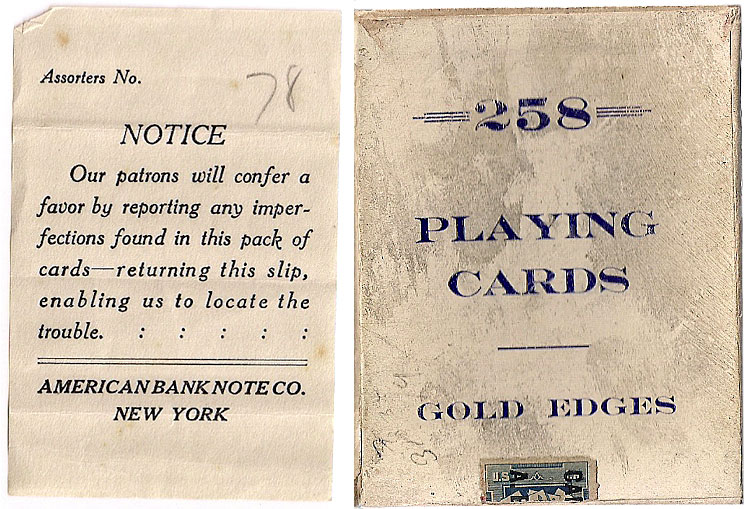 Assorters No. 78
NOTICE
Our patrons will confer a
favor by reporting any imper-
fections found in this pack of
cards—returning this slip,
enabling us to locate the
trouble. : : : : :
AMERICAN BANK NOTE CO.
NEW YORK
258
PLAYING
CARDS
GOLD EDGES
U.S